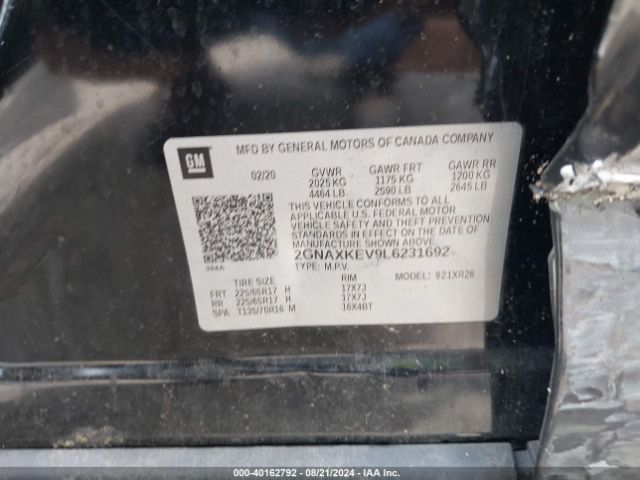 MFD BY GENERAL MOTORS OF CANADA COMPANY
GM
02/20 GVWR GAWR FRT GAWR RR
2025 KG 1175 KG 1200 KG
4464 LB 2590 LB 2645 LB
THIS VEHICLE CONFORMS TO ALL
APPLICABLE U.S. FEDERAL MOTOR
VEHICLE SAFETY AND THEFT PREVENTION
STANDARDS IN EFFECT ON THE DATE OF
MANUFACTURE SHOWN ABOVE.
2GNAXKEV9L6231692
384A TYPE: M.P.V. MODEL: 921XR26
TIRE SIZE RIM
FRT 225/65R17 H 17X7J
RR 225/65R17 H 17X7J
SPA T135/70R16 M 16X4BT
000-40162792 - 08/21/2024 - IAA Inc.